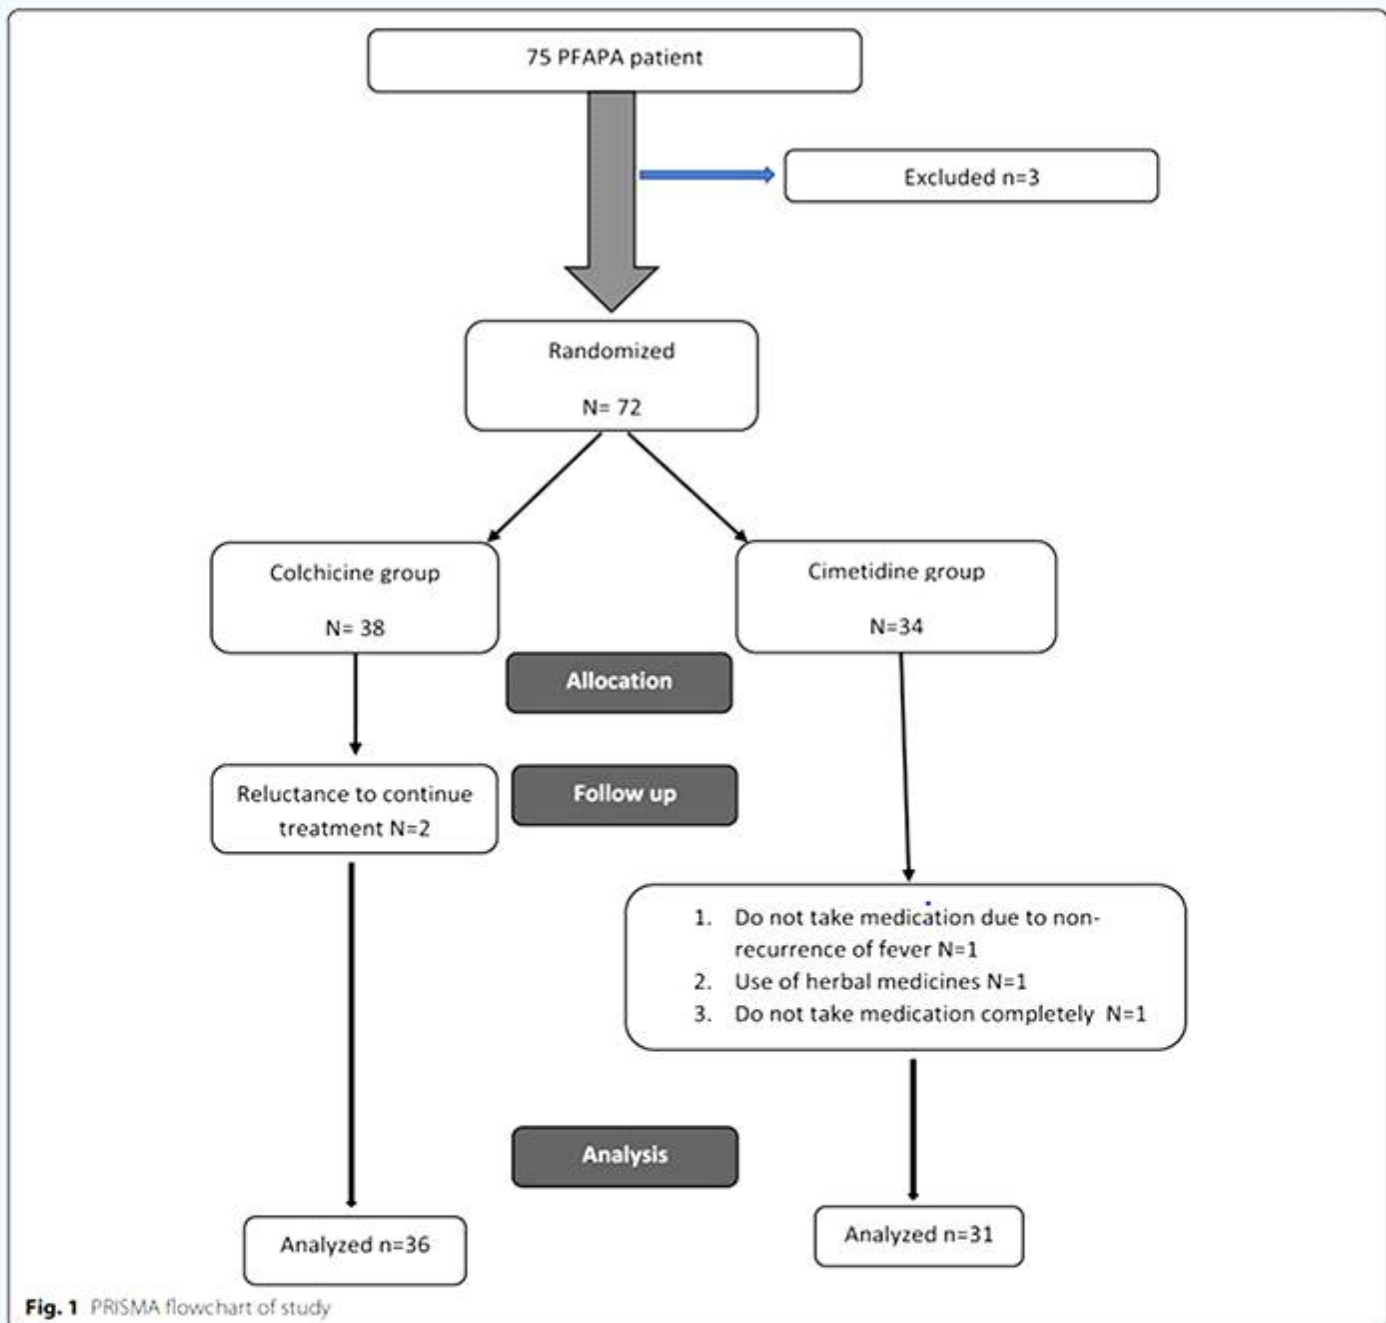 75 PFAPA patient
Excluded n=3
Randomized
N= 72
Colchicine group
N= 38
Cimetidine group
N=34
Allocation
Reluctance to continue
treatment N=2
Follow up
1. Do not take medication due to non-
recurrence of fever N=1
2. Use of herbal medicines N=1
3. Do not take medication completely N=1
Analysis
Analyzed n=36
Analyzed n=31
Fig. 1 PRISMA flowchart of study